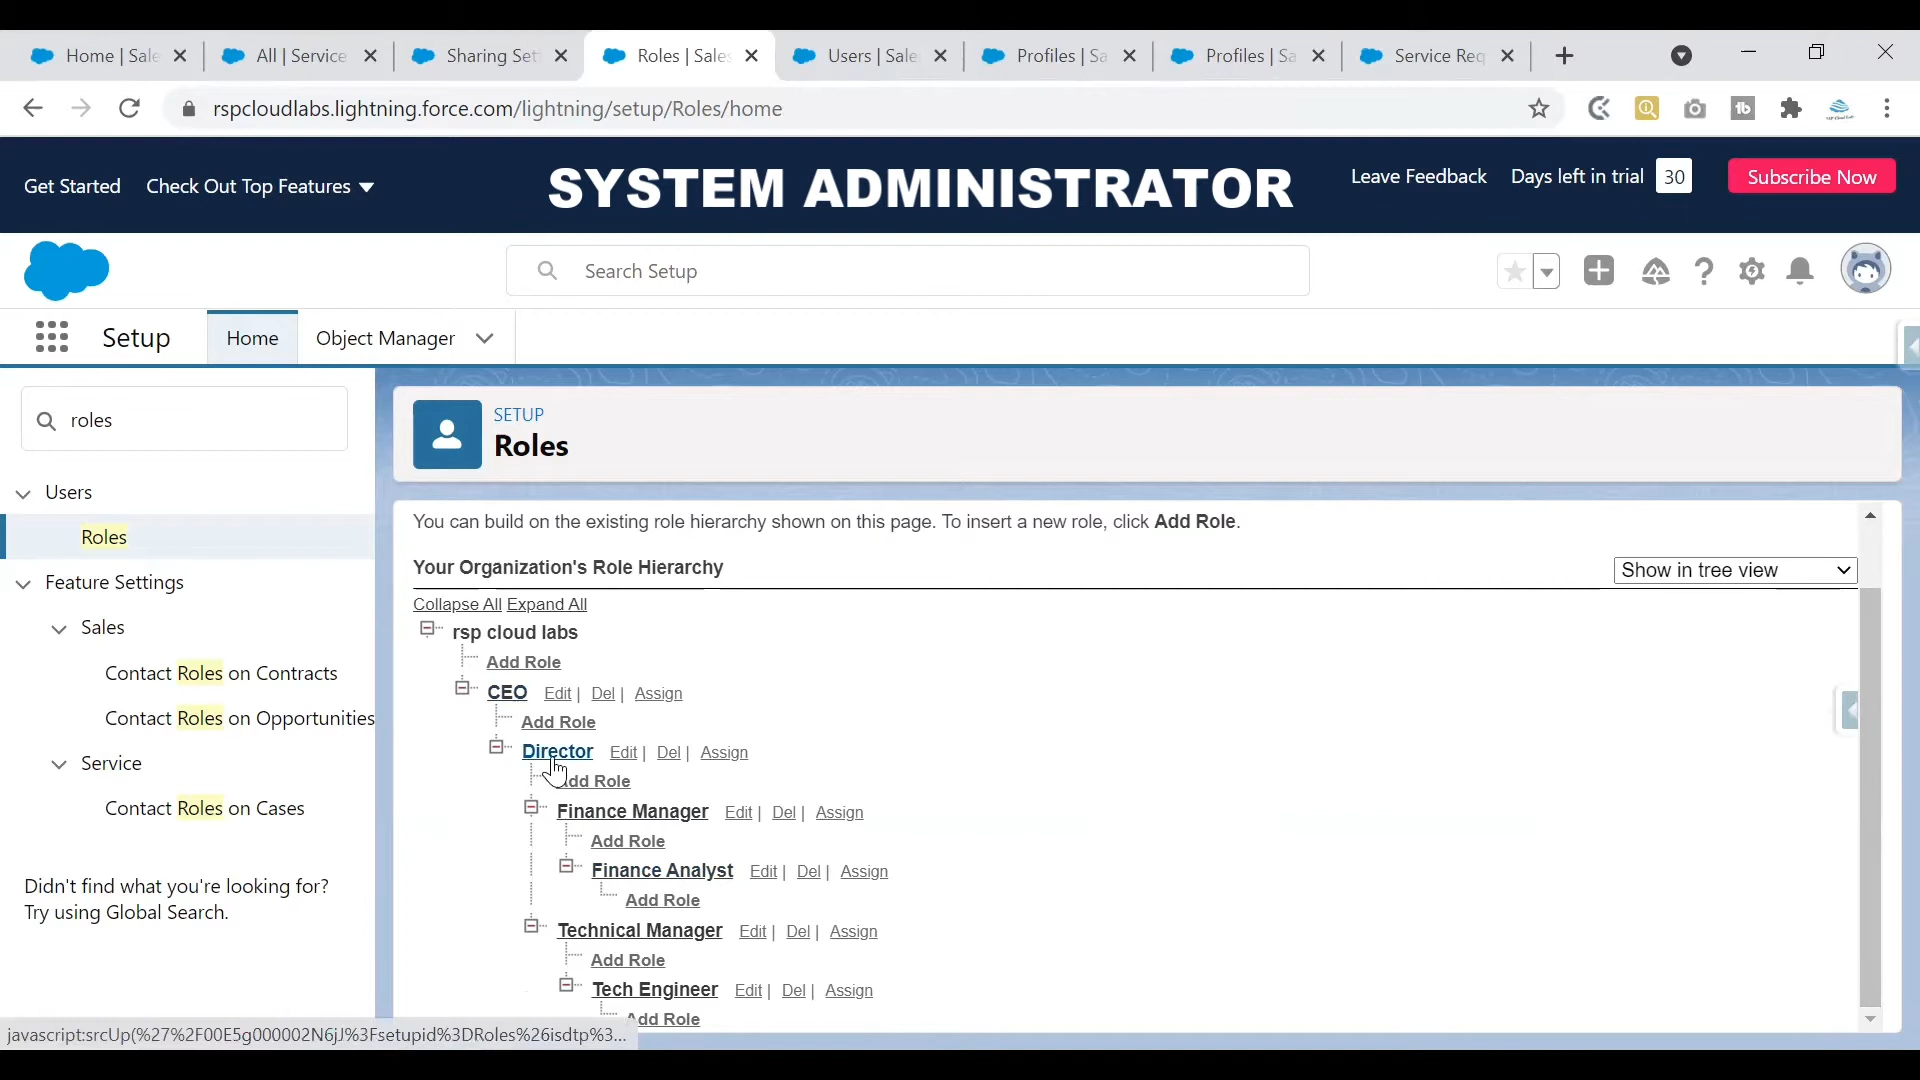 Home | Sale
All | Service
Sharing Set
Roles | Sales
Users | Sale
Profiles | Sa
Profiles | Sa
Service Req
rspcloudlabs.lightning.force.com/lightning/setup/Roles/home
Get Started
Check Out Top Features
SYSTEM ADMINISTRATOR
Leave Feedback
Days left in trial
30
Subscribe Now
Search Setup
Setup
Home
Object Manager
roles
Users
Roles
Feature Settings
Sales
Contact Roles on Contracts
Contact Roles on Opportunities
Service
Contact Roles on Cases
Didn't find what you're looking for?
Try using Global Search.
SETUP
Roles
You can build on the existing role hierarchy shown on this page. To insert a new role, click Add Role.
Your Organization's Role Hierarchy
Show in tree view
Collapse All Expand All
rsp cloud labs
Add Role
CEO Edit | Del | Assign
Add Role
Director Edit | Del | Assign
Add Role
Finance Manager Edit | Del | Assign
Add Role
Finance Analyst Edit | Del | Assign
Add Role
Technical Manager Edit | Del | Assign
Add Role
Tech Engineer Edit | Del | Assign
Add Role
javascript:srcUp(%27%2F00E5g000002N6jJ%3Fsetupid%3DRoles%26isdtp%3...